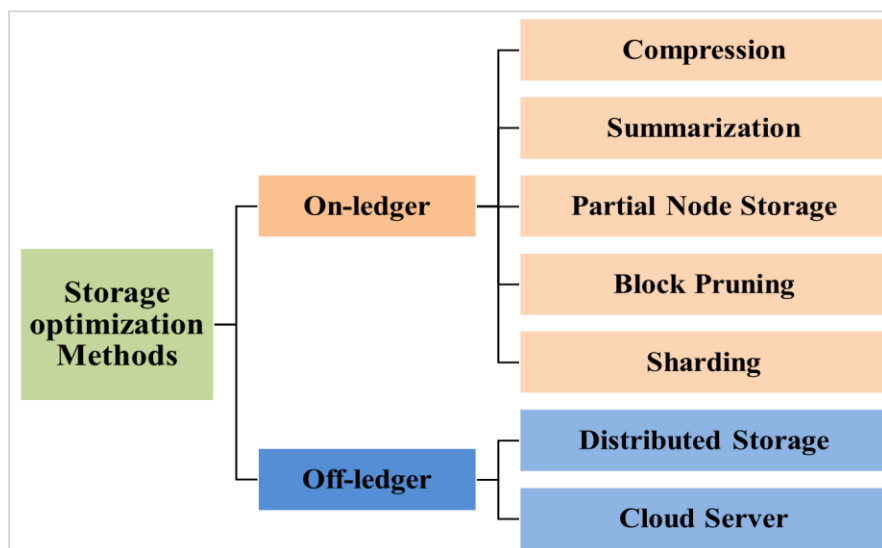 Storage
optimization
Methods
On-ledger
Compression
Summarization
Partial Node Storage
Block Pruning
Sharding
Off-ledger
Distributed Storage
Cloud Server